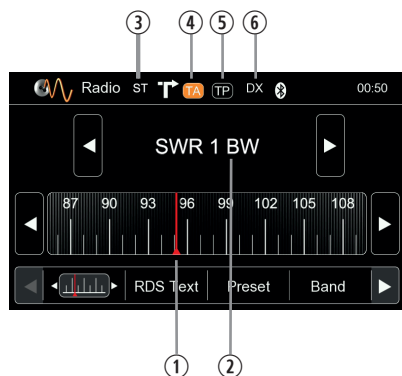 ③ ④ ⑤ ⑥
Radio ST TA TP DX 00:50
SWR 1 BW
87 90 93 96 99 102 105 108
RDS Text Preset Band
① ②